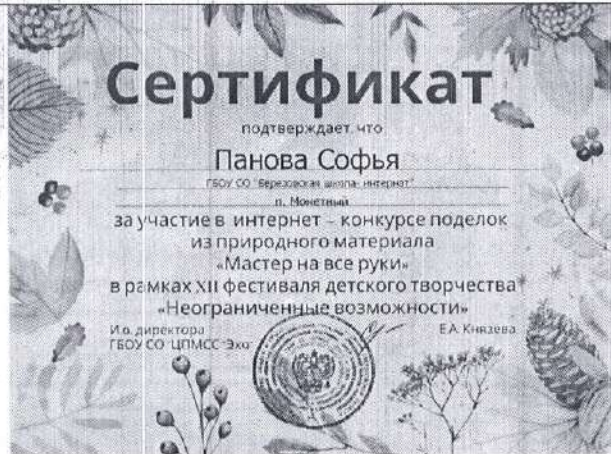 Сертификат
подтверждает, что
Панова Софья
ГБОУ СО "Березовская школа- интернат"
п. Монетный
за участие в интернет – конкурсе поделок
из природного материала
«Мастер на все руки»
в рамках XII фестиваля детского творчества
«Неограниченные возможности»
И.о. директора
ГБОУ СО "ЦПМСС "Эхо"
Е.А. Князева